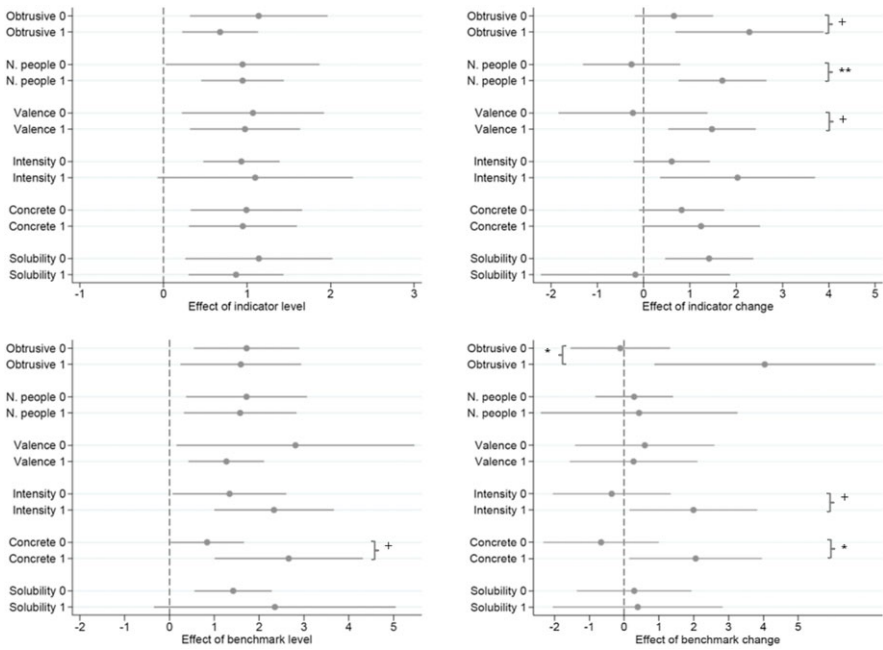 Obtrusive 0
Obtrusive 1
N. people 0
N. people 1
Valence 0
Valence 1
Intensity 0
Intensity 1
Concrete 0
Concrete 1
Solubility 0
Solubility 1
-1 0 1 2 3
Effect of indicator level
Obtrusive 0
+
Obtrusive 1
N. people 0
**
N. people 1
Valence 0
+
Valence 1
Intensity 0
Intensity 1
Concrete 0
Concrete 1
Solubility 0
Solubility 1
-2 -1 0 1 2 3 4 5
Effect of indicator change
Obtrusive 0
Obtrusive 1
N. people 0
N. people 1
Valence 0
Valence 1
Intensity 0
Intensity 1
Concrete 0
+
Concrete 1
Solubility 0
Solubility 1
-2 -1 0 1 2 3 4 5
Effect of benchmark level
Obtrusive 0
*
Obtrusive 1
N. people 0
N. people 1
Valence 0
Valence 1
Intensity 0
+
Intensity 1
Concrete 0
*
Concrete 1
Solubility 0
Solubility 1
-2 -1 0 1 2 3 4 5
Effect of benchmark change